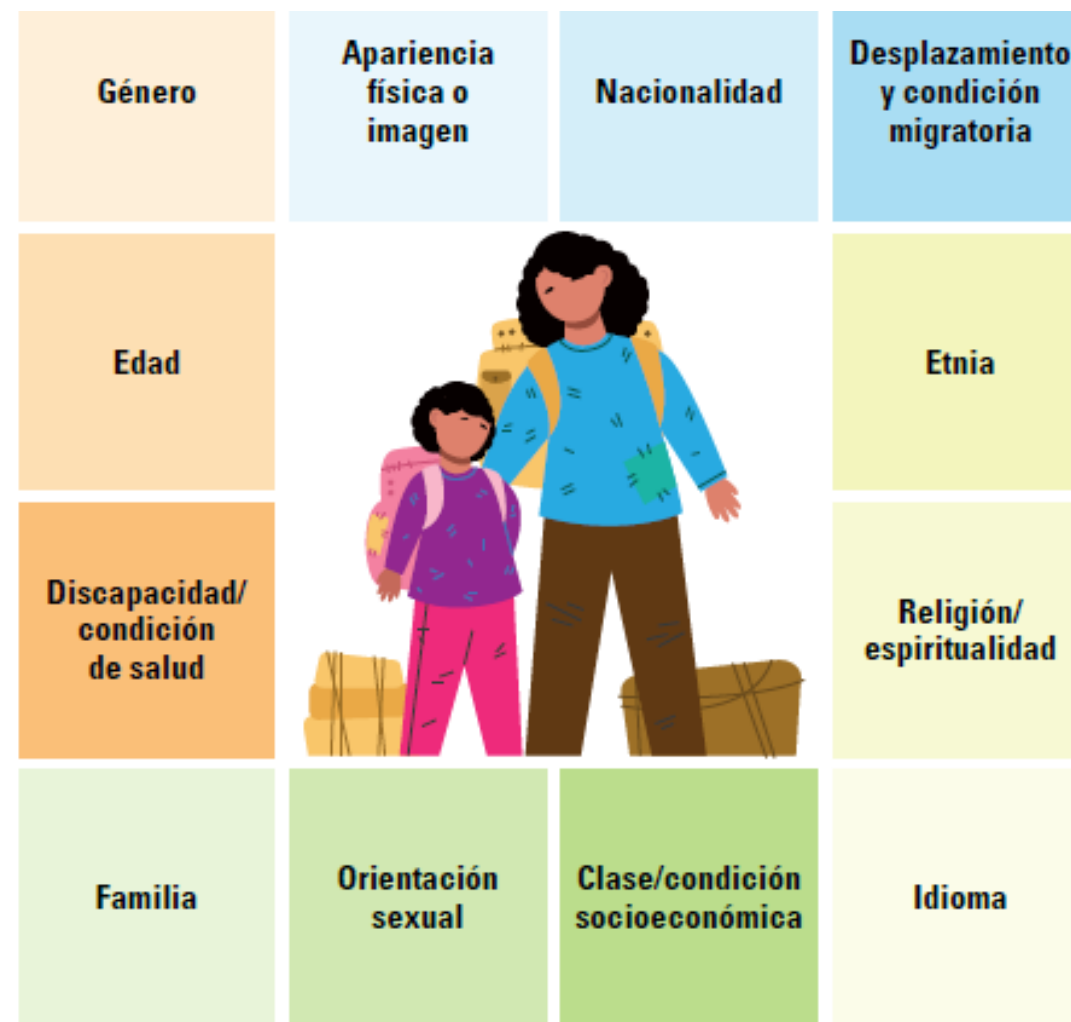 Género
Apariencia
física o
imagen
Nacionalidad
Desplazamiento
y condición
migratoria
Edad
Etnia
Discapacidad/
condición
de salud
Religión/
espiritualidad
Familia
Orientación
sexual
Clase/condición
socioeconómica
Idioma